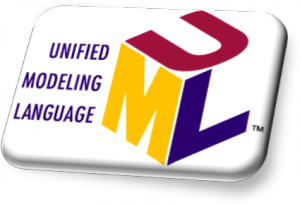 UNIFIED
MODELING
LANGUAGE
UML
™